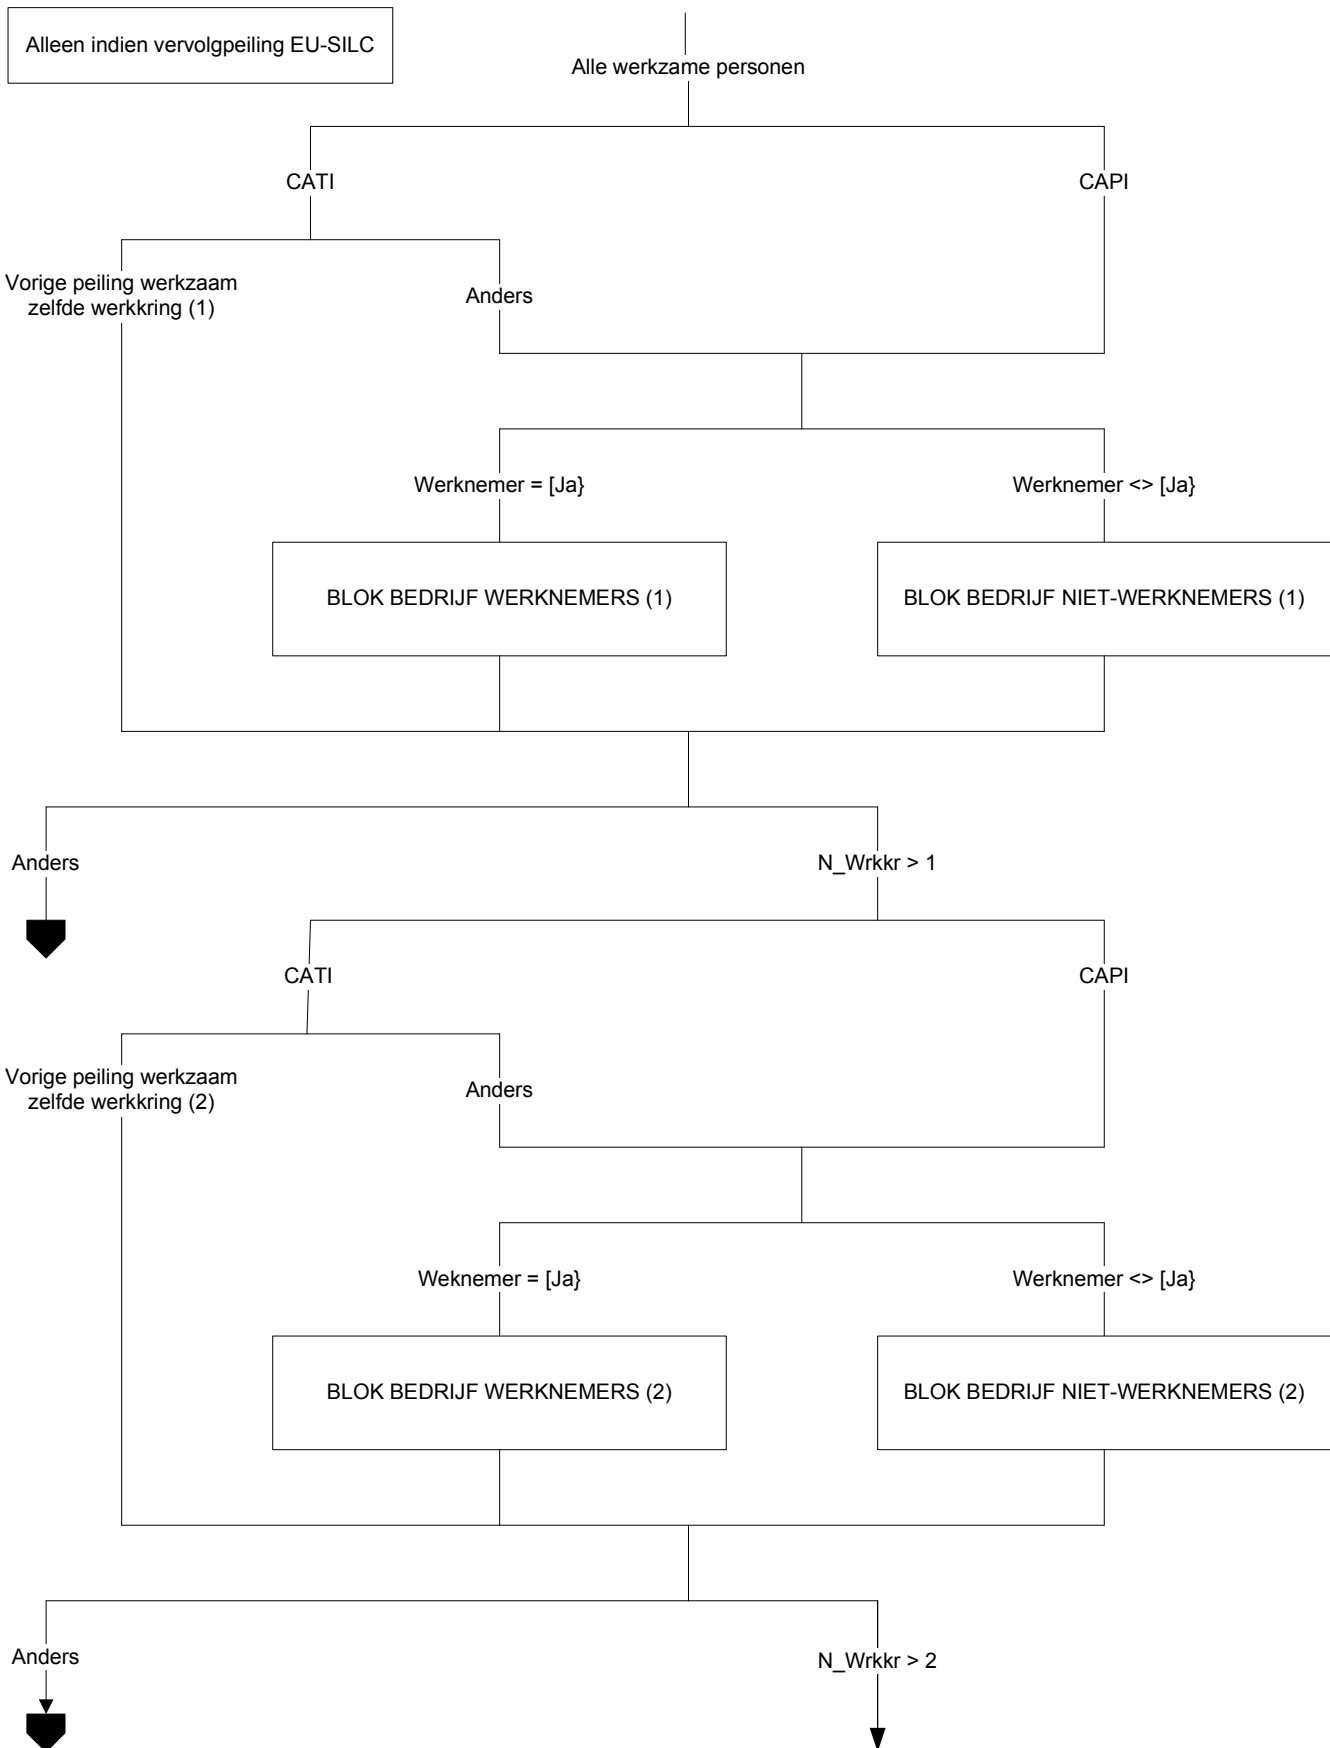 Alleen indien vervolgpeiling EU-SILC
Alle werkzame personen
CATI
CAPI
Vorige peiling werkzaam
zelfde werkkring (1)
Anders
Werknemer = [Ja}
Werknemer <> [Ja}
BLOK BEDRIJF WERKNEMERS (1)
BLOK BEDRIJF NIET-WERKNEMERS (1)
Anders
N_Wrkkr > 1
CATI
CAPI
Vorige peiling werkzaam
zelfde werkkring (2)
Anders
Weknemer = [Ja}
Werknemer <> [Ja}
BLOK BEDRIJF WERKNEMERS (2)
BLOK BEDRIJF NIET-WERKNEMERS (2)
Anders
N_Wrkkr > 2